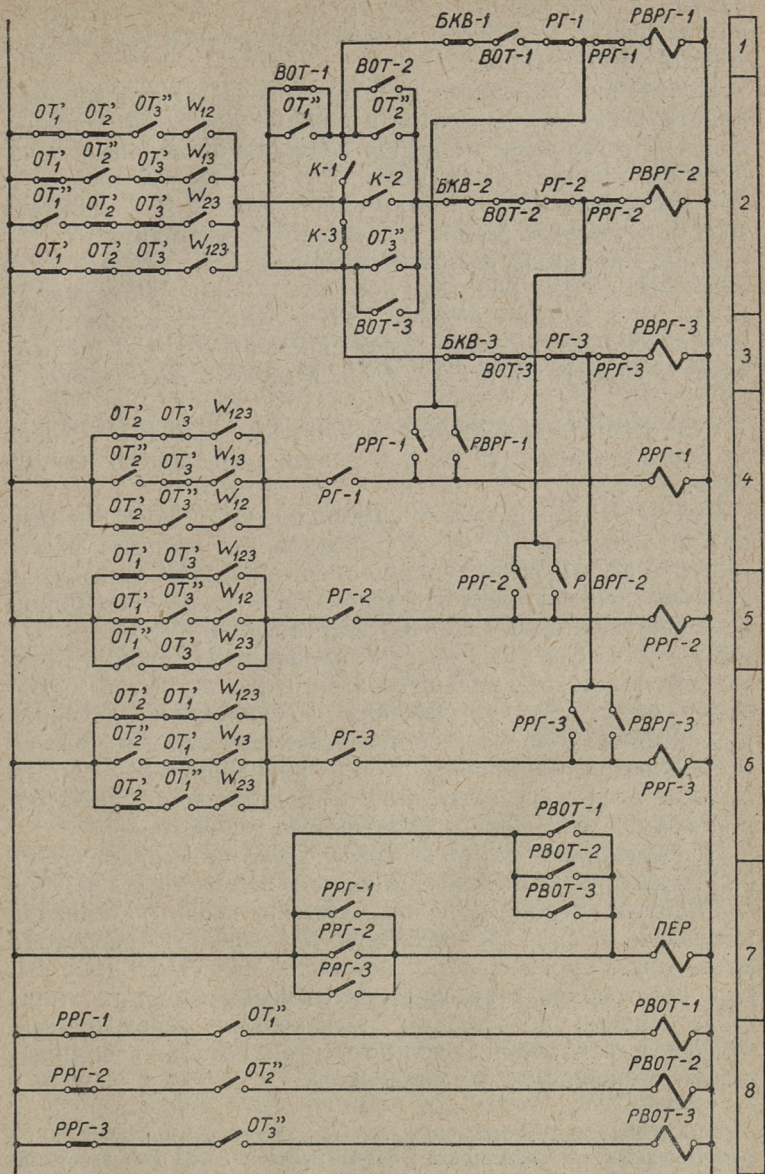 БКВ-1 ВОТ-1 РГ-1 РРГ-1 РВРГ-1 1
ВОТ-1 ВОТ-2
ОТ₁" ОТ₂"
ОТ₁' ОТ₂' ОТ₃" W₁₂
ОТ₁' ОТ₂" ОТ₃' W₁₃
ОТ₁" ОТ₂' ОТ₃' W₂₃
ОТ₁' ОТ₂' ОТ₃' W₁₂₃
К-1 К-2
К-3 ОТ₃"
ВОТ-3
БКВ-2 ВОТ-2 РГ-2 РРГ-2 РВРГ-2 2
БКВ-3 ВОТ-3 РГ-3 РРГ-3 РВРГ-3 3
ОТ₂' ОТ₃' W₁₂₃
ОТ₂" ОТ₃' W₁₃
ОТ₂' ОТ₃" W₁₂
РГ-1 РРГ-1 РВРГ-1 РРГ-1 4
ОТ₁' ОТ₃' W₁₂₃
ОТ₁' ОТ₃" W₁₂
ОТ₁" ОТ₃' W₂₃
РГ-2 РРГ-2 РВРГ-2 РРГ-2 5
ОТ₂' ОТ₁' W₁₂₃
ОТ₂" ОТ₁' W₁₃
ОТ₂' ОТ₁" W₂₃
РГ-3 РРГ-3 РВРГ-3 РРГ-3 6
РВОТ-1
РВОТ-2
РВОТ-3
РРГ-1
РРГ-2
РРГ-3
ПЕР 7
РРГ-1 ОТ₁" РВОТ-1
РРГ-2 ОТ₂" РВОТ-2 8
РРГ-3 ОТ₃" РВОТ-3